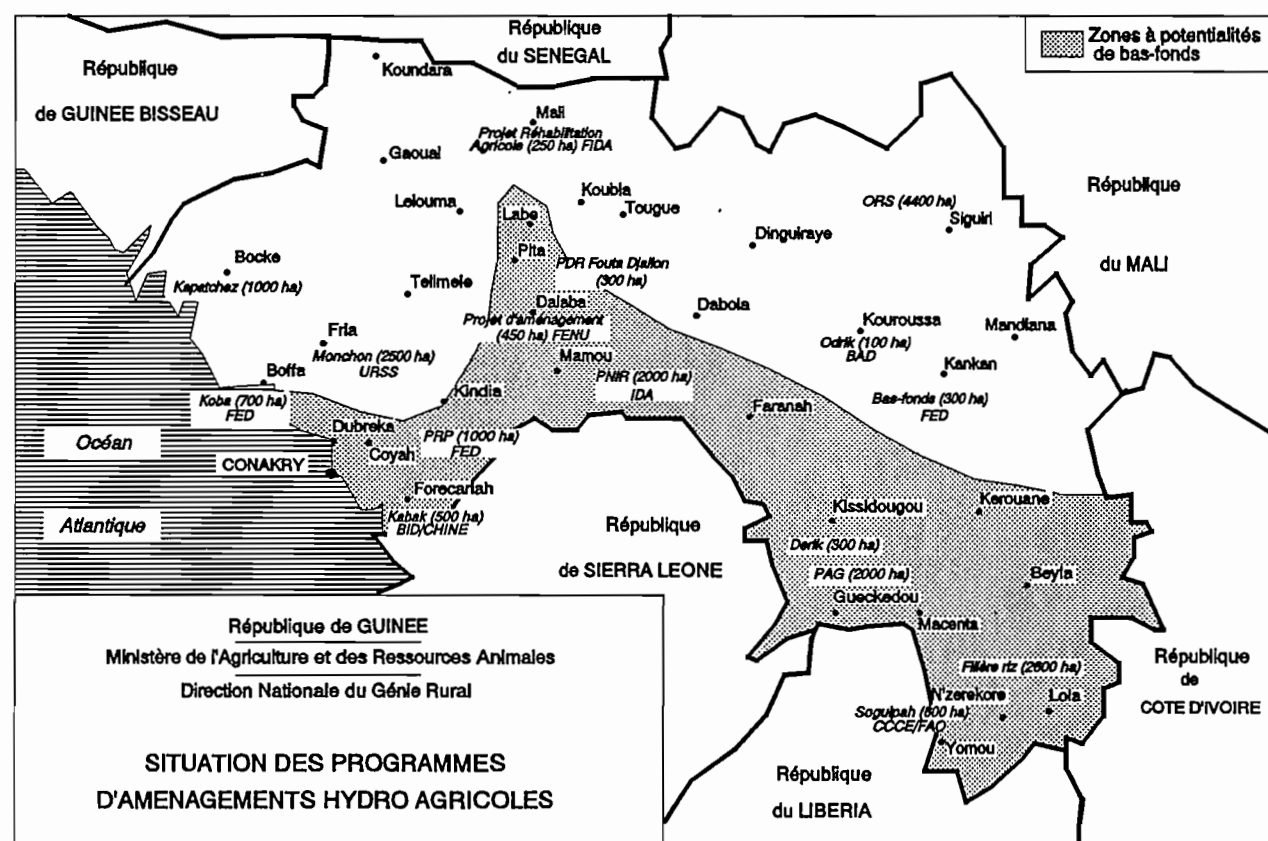 République
du SENEGAL
Zones à potentialités
de bas-fonds
République
de GUINEE BISSEAU
Koundara
Mali
Projet Réhabilitation
Agricole (250 ha) FIDA
Gaoual
Koubia
Lelouma
Tougue
Labe
ORS (4400 ha)
Siguiri
République
du MALI
Dinguiraye
Bocke
Kapatchez (1000 ha)
Pita
PDR Fouta Djallon
(300 ha)
Telimele
Dalaba
Projet d'aménagement
(450 ha) FENU
Dabola
Kouroussa
Odrik (100 ha)
BAD
Mandiana
Fria
Monchon (2500 ha)
URSS
Mamou
Kankan
Boffa
Koba (700 ha)
FED
Kindia
PNIR (2000 ha)
IDA
Bas-fonds (300 ha)
FED
Faranah
Dubreka
Coyah
PRP (1000 ha)
FED
Océan
CONAKRY
Forecariah
Kabak (500 ha)
BID/CHINE
Atlantique
République
de SIERRA LEONE
Kissidougou
Kerouane
Derik (300 ha)
PAG (2000 ha)
Beyla
Gueckedou
Macenta
République de GUINEE
Ministère de l'Agriculture et des Ressources Animales
Direction Nationale du Génie Rural
SITUATION DES PROGRAMMES
D'AMENAGEMENTS HYDRO AGRICOLES
Filière riz (2600 ha)
N'zerekore
Lola
Soguipah (800 ha)
CCCE/FAO
Yomou
République
de
COTE D'IVOIRE
République
du LIBERIA